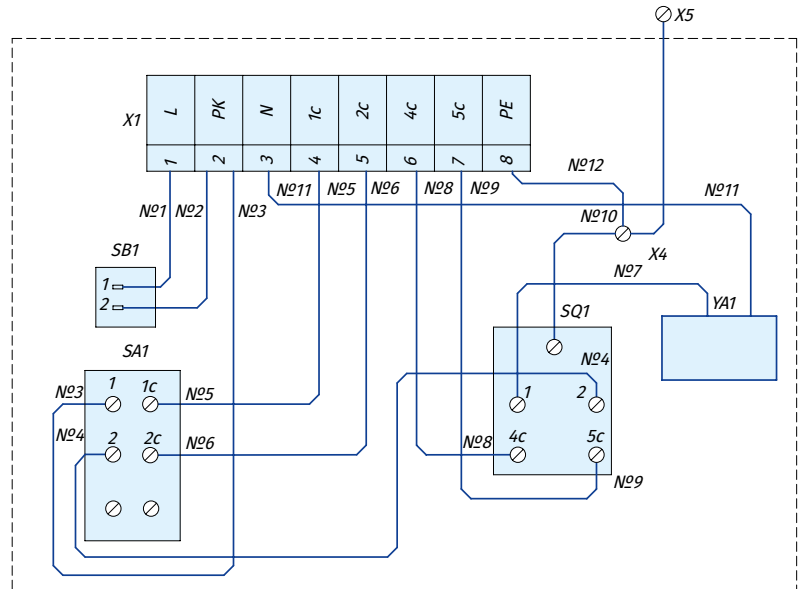 X5
X1
L PK N 1c 2c 4c 5c PE
1 2 3 4 5 6 7 8
№12
№1 №2 №3 №11 №5 №6 №8 №9 №11
№10
X4
SB1
№7
1
2
SQ1
YA1
SA1
№4
№3 1 1c №5
1 2
№4 2 2c №6
№8 4c 5c
№9